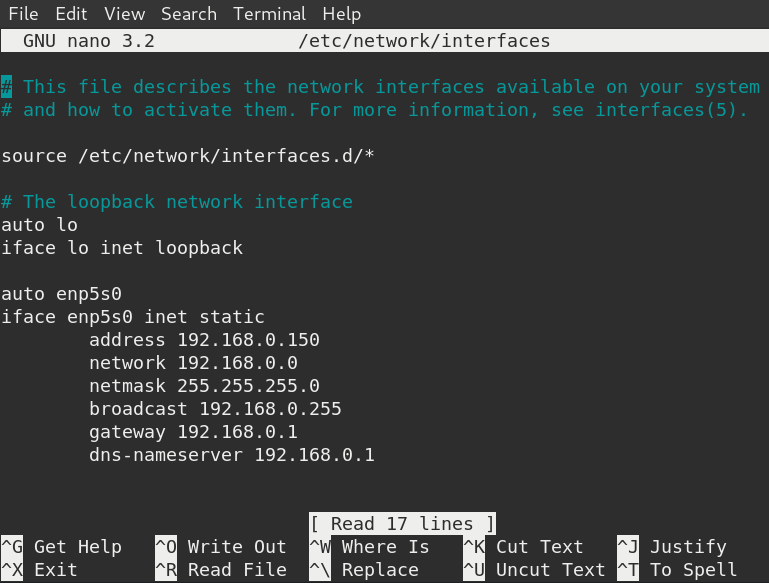 File Edit View Search Terminal Help
GNU nano 3.2 /etc/network/interfaces
# This file describes the network interfaces available on your system
# and how to activate them. For more information, see interfaces(5).
source /etc/network/interfaces.d/*
# The loopback network interface
auto lo
iface lo inet loopback
auto enp5s0
iface enp5s0 inet static
address 192.168.0.150
network 192.168.0.0
netmask 255.255.255.0
broadcast 192.168.0.255
gateway 192.168.0.1
dns-nameserver 192.168.0.1
[ Read 17 lines ]
^G Get Help ^O Write Out ^W Where Is ^K Cut Text ^J Justify
^X Exit ^R Read File ^\ Replace ^U Uncut Text ^T To Spell